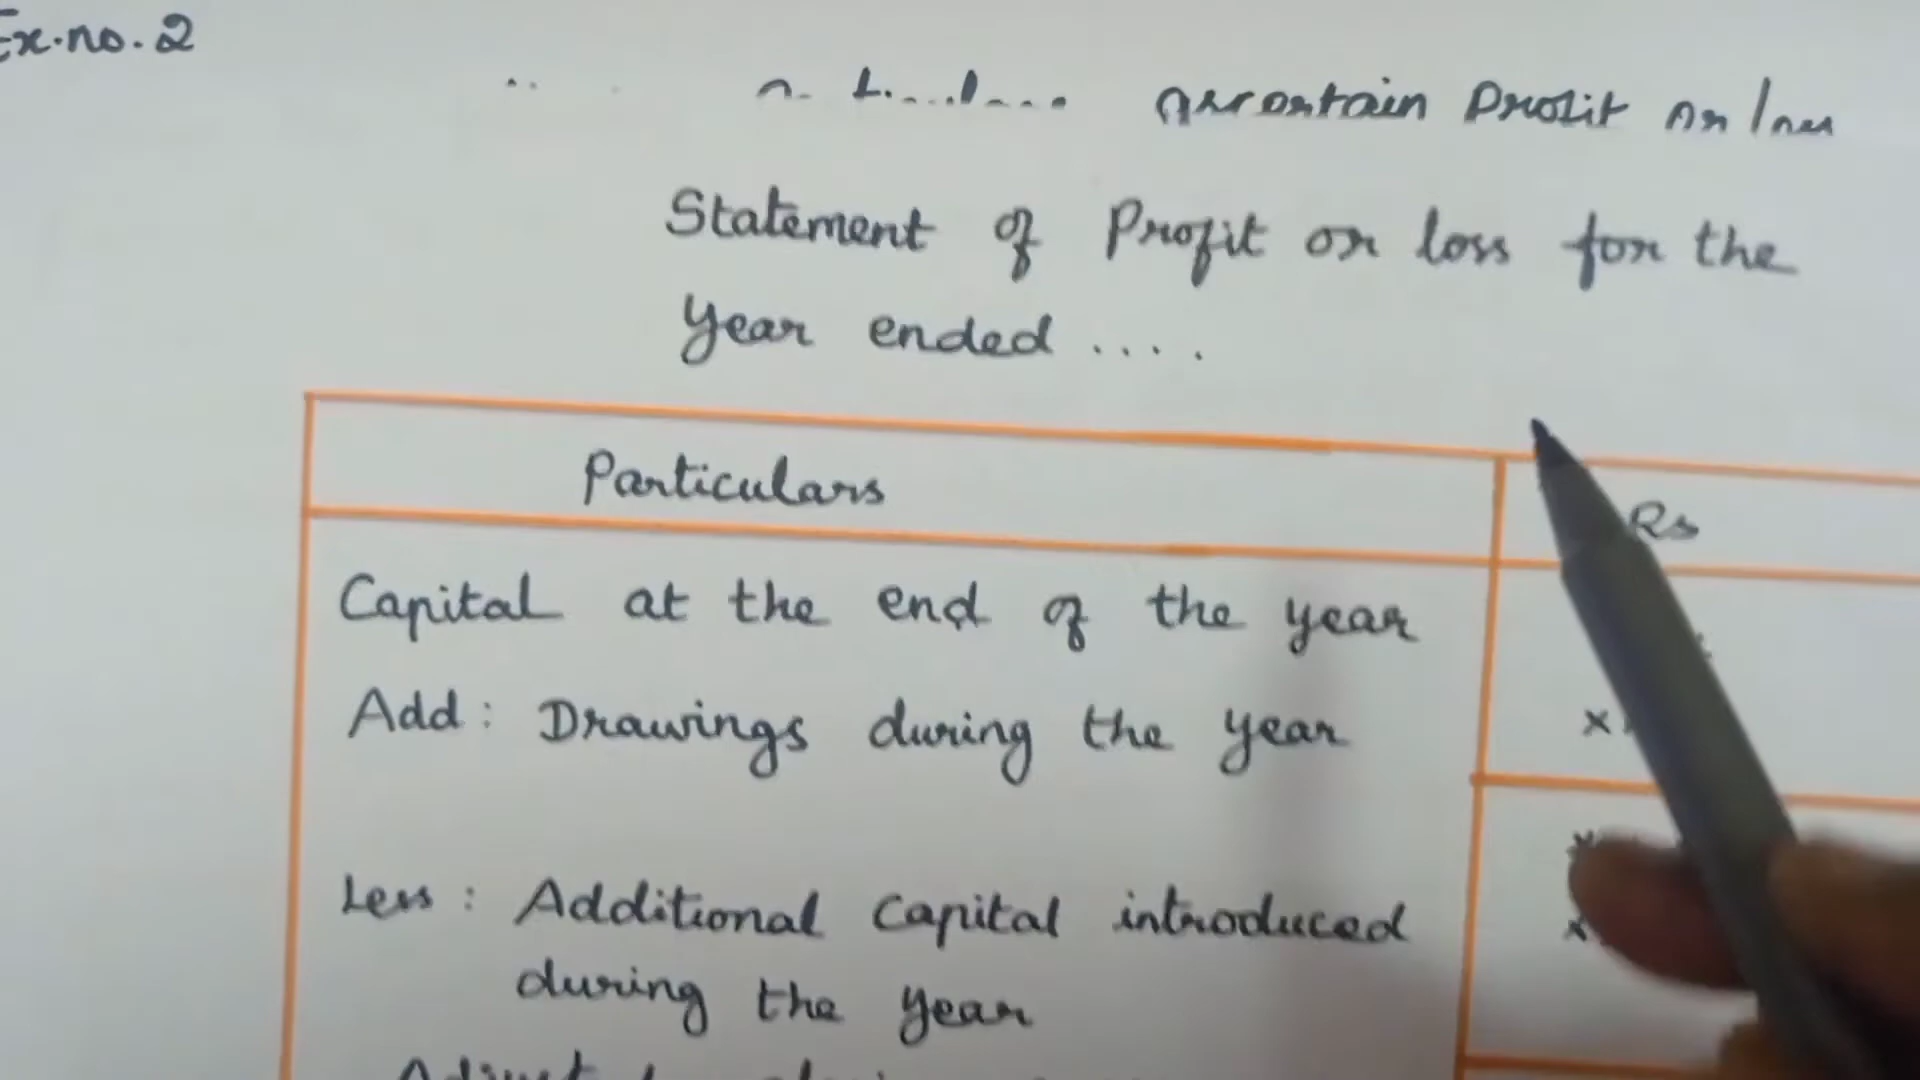 Ex.no.2
ascertain Profit or loss
Statement of Profit or loss for the
Year ended ....
Particulars
Rs
Capital at the end of the year
Add: Drawings during the year
Less: Additional capital introduced
during the year